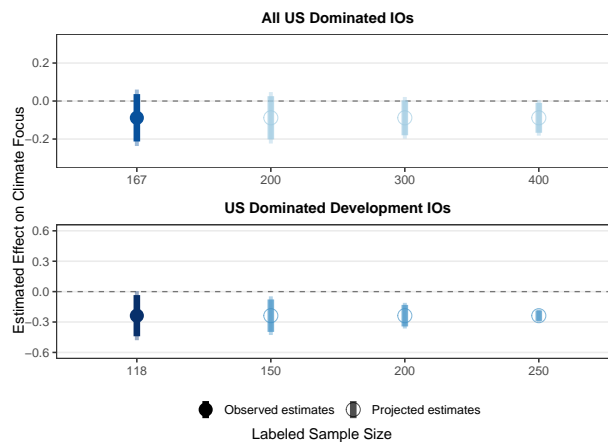 All US Dominated IOs
0.2
0.0
−0.2
167 200 300 400
US Dominated Development IOs
0.6
0.3
0.0
−0.3
−0.6
118 150 200 250
Estimated Effect on Climate Focus
Observed estimates Projected estimates
Labeled Sample Size